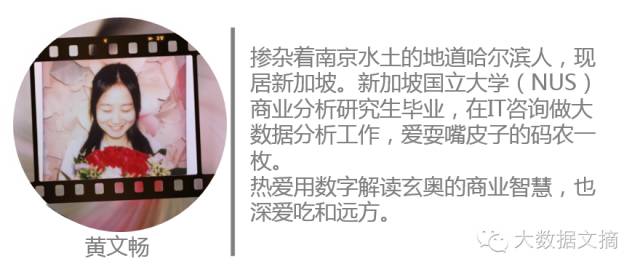 掺杂着南京水土的地道哈尔滨人，现
居新加坡。新加坡国立大学（NUS）
商业分析研究生毕业，在IT咨询做大
数据分析工作，爱耍嘴皮子的码农一
枚。
热爱用数字解读玄奥的商业智慧，也
深爱吃和远方。
黄文畅
大数据文摘